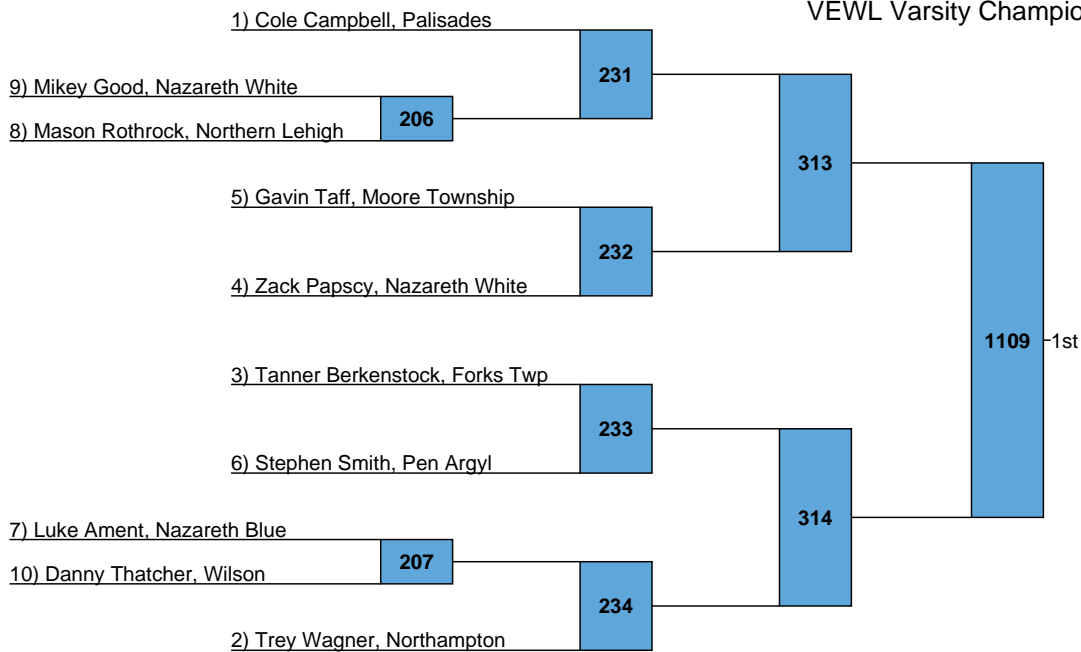 VEWL Varsity Champio
1) Cole Campbell, Palisades
231
9) Mikey Good, Nazareth White
206
8) Mason Rothrock, Northern Lehigh
313
5) Gavin Taff, Moore Township
232
4) Zack Papscy, Nazareth White
1109
1st
3) Tanner Berkenstock, Forks Twp
233
6) Stephen Smith, Pen Argyl
314
7) Luke Ament, Nazareth Blue
207
10) Danny Thatcher, Wilson
234
2) Trey Wagner, Northampton